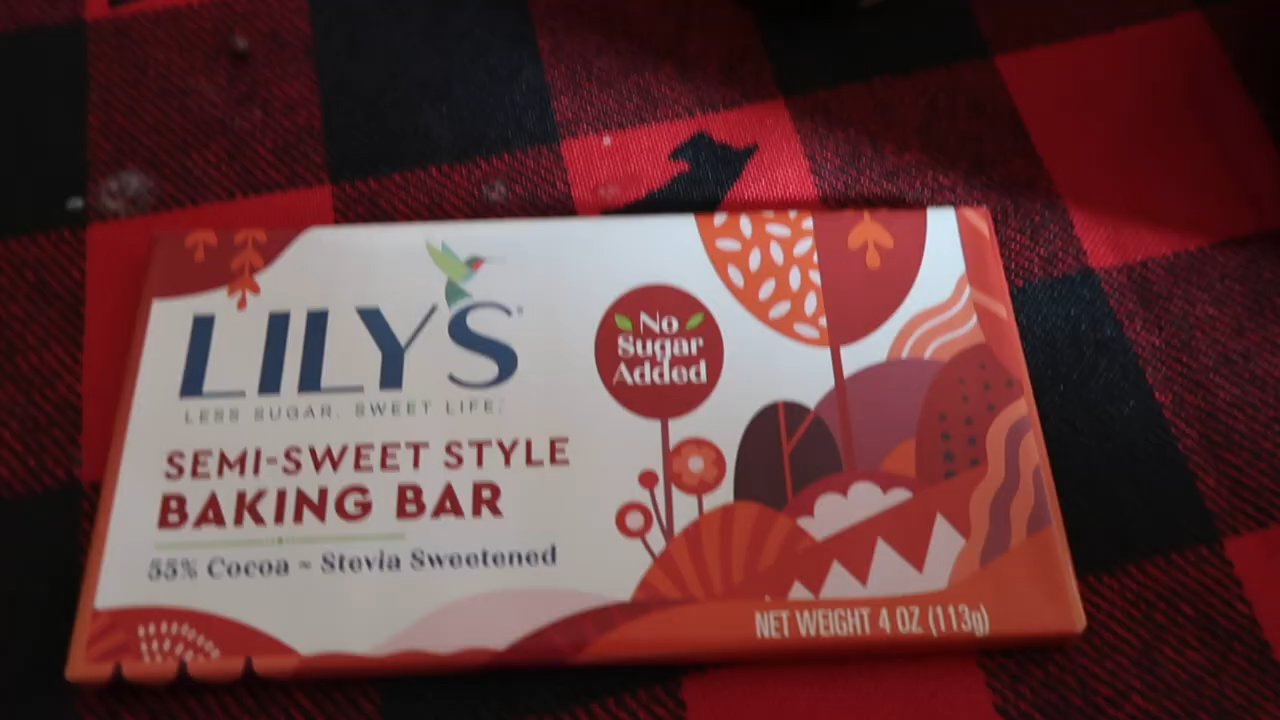 LILY'S
LESS SUGAR. SWEET LIFE.
SEMI-SWEET STYLE
BAKING BAR
55% Cocoa ~ Stevia Sweetened
No
Sugar
Added
NET WEIGHT 4 OZ (113g)